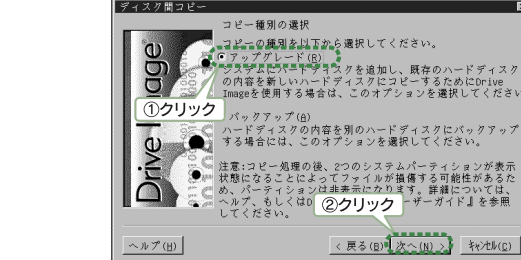 ディスク間コピー
コピー種別の選択
コピーの種別を以下から選択してください。
アップグレード(R)
システムにハードディスクを追加し、既存のハードディスク
の内容を新しいハードディスクにコピーするためにDrive
Imageを使用する場合は、このオプションを選択してください
①クリック
バックアップ(A)
ハードディスクの内容を別のハードディスクにバックアップ
する場合には、このオプションを選択してください。
注意:コピー処理の後、2つのシステムパーティションが表示
状態になることによってファイルが損傷する可能性があるた
め、パーティションは非表示になります。詳細については、
ヘルプ、もしくはD ーザーガイド』を参照
してください。
②クリック
Drive I
ヘルプ(H)
< 戻る(B) 次へ(N) > キャンセル(C)